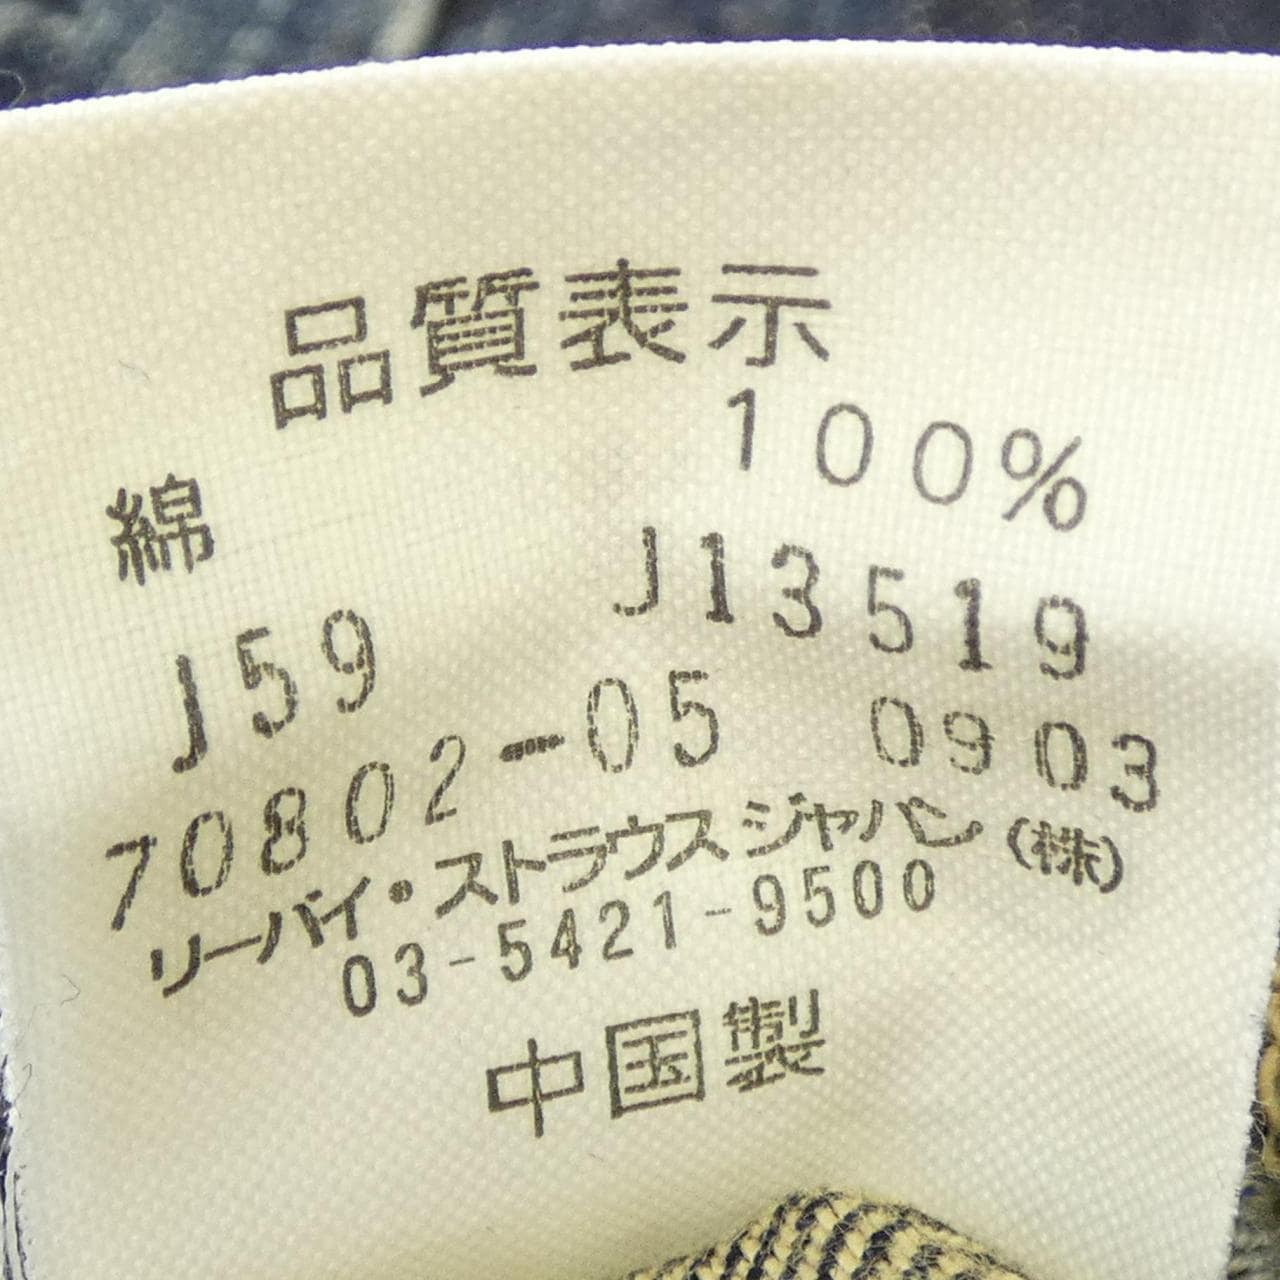 品質表示
綿 100%
J59 J13519
70802-05 0903
リーバイ・ストラウス ジャパン(株)
03-5421-9500
中国製